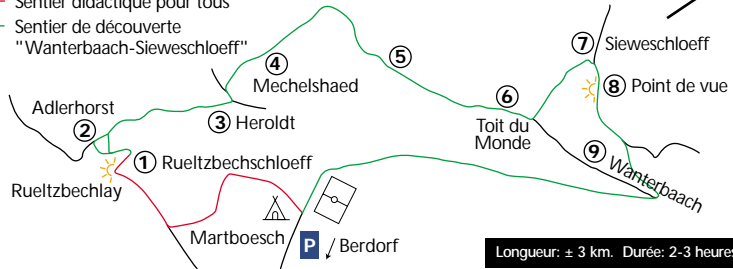 Sentier didactique pour tous
Sentier de découverte
"Wanterbaach-Sieweschloeff"
7 Sieweschloeff
5
4
Mechelshaed
8 Point de vue
Adlerhorst
6
3 Heroldt
2
Toit du
Monde
1 Rueltzbechschloeff
9 Wanterbaach
Rueltzbechlay
Martboesch
P
Berdorf
Longueur: ± 3 km. Durée: 2-3 heures